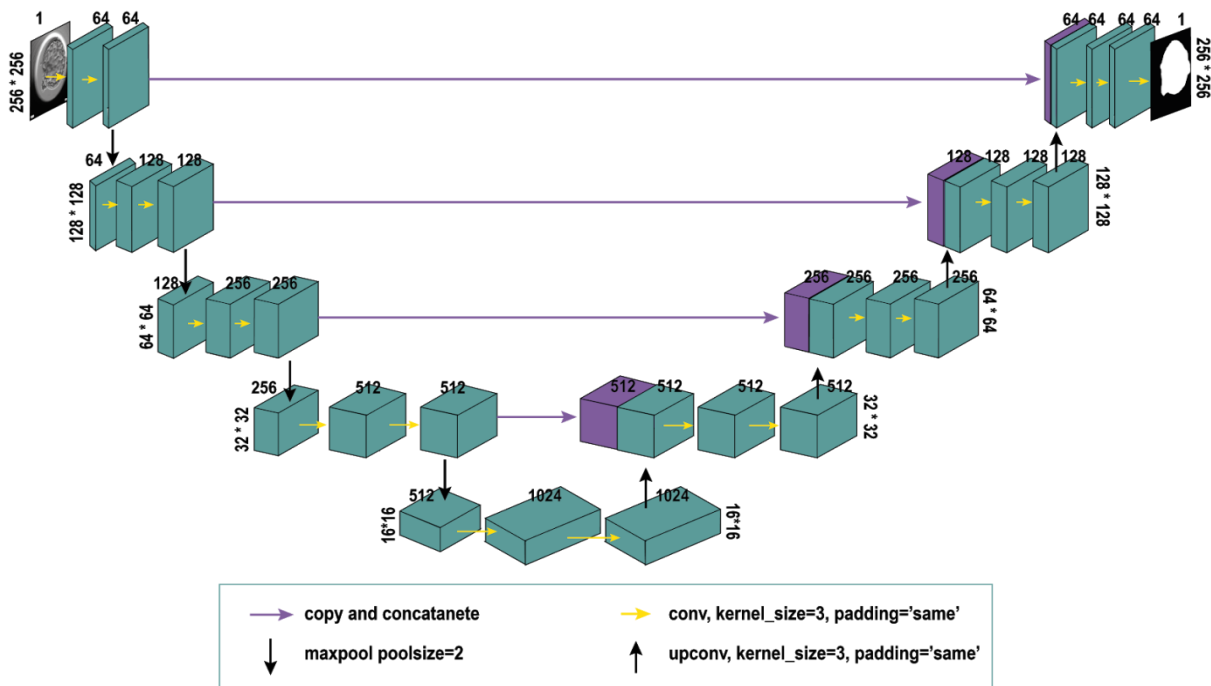 1 64 64
256 * 256
64 64 64 64 1
256 * 256
64 128 128
128 * 128
128 128 128 128
128 * 128
128 256 256
64 * 64
256 256 256 256
64 * 64
256 512 512
32 * 32
512 512 512 512
32 * 32
512 1024 1024
16*16
16*16
copy and concatanete
conv, kernel_size=3, padding=’same’
maxpool poolsize=2
upconv, kernel_size=3, padding=’same’